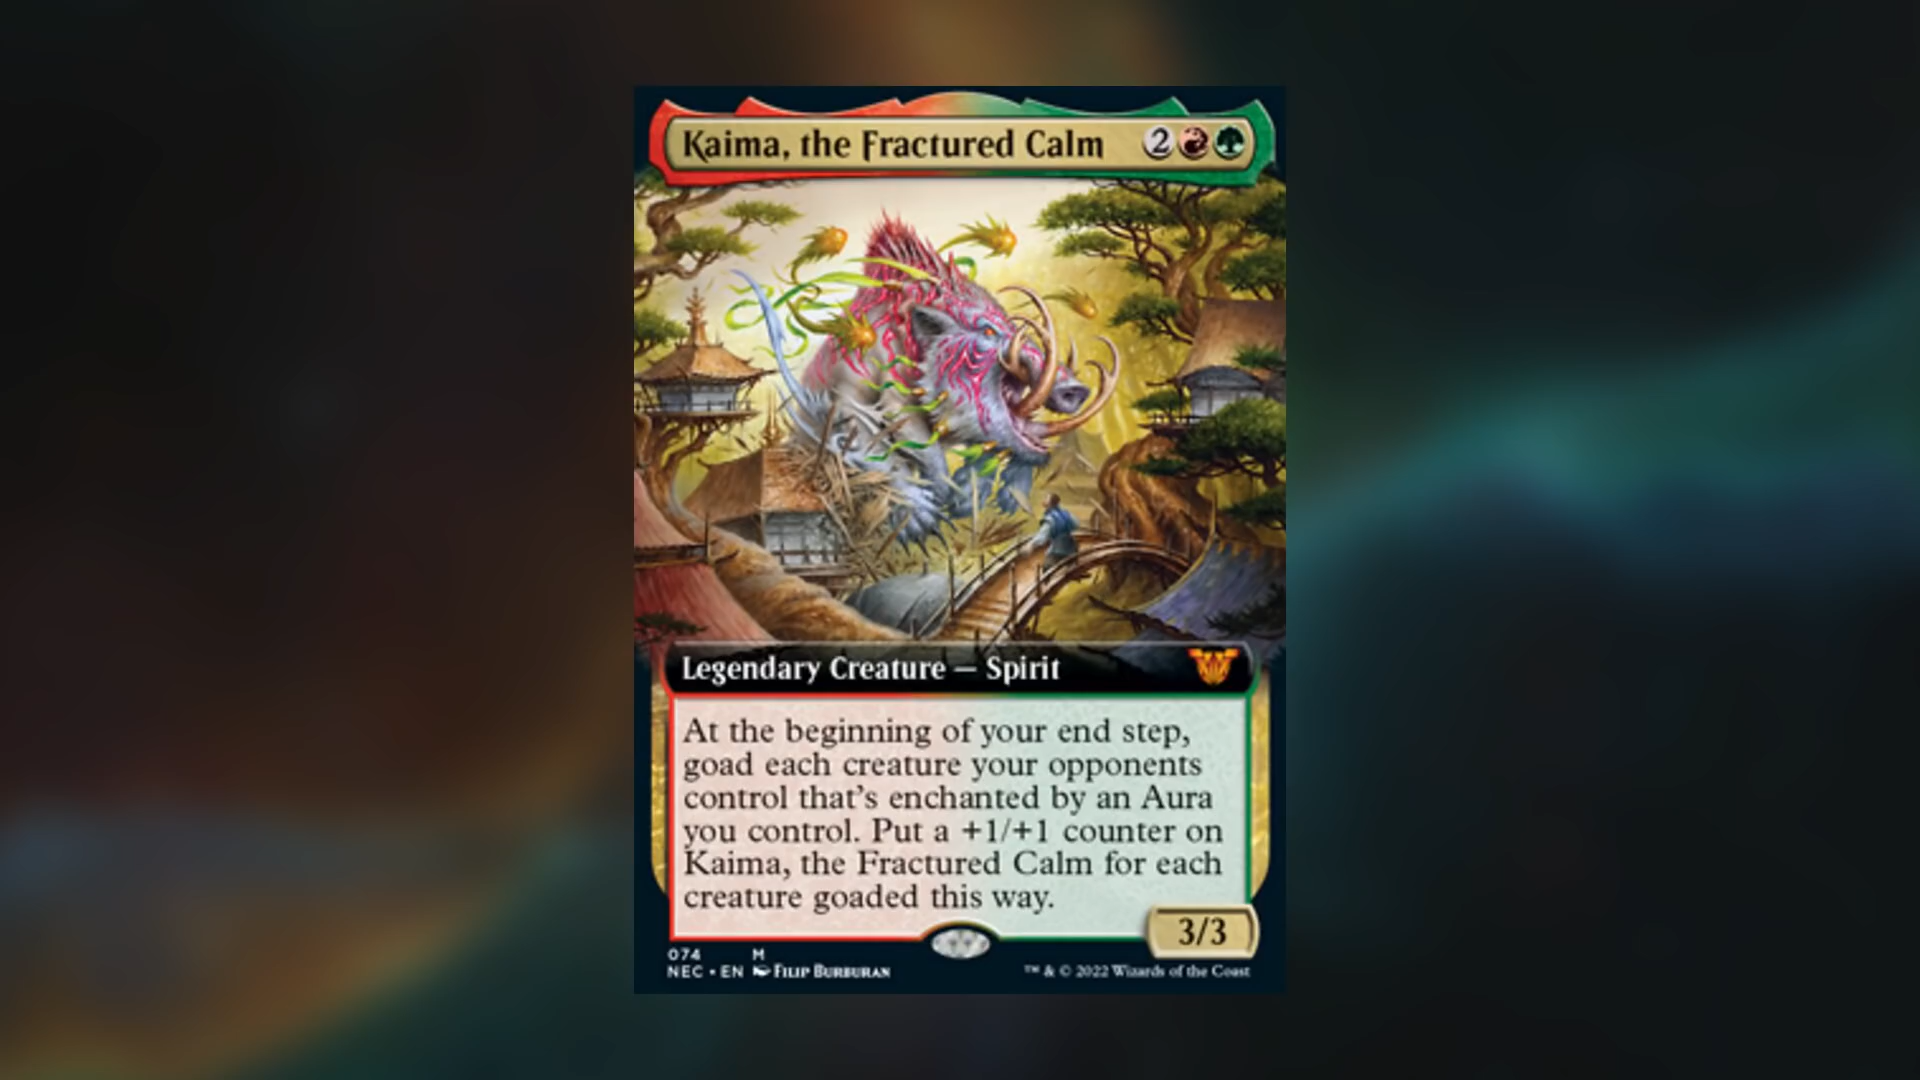 Kaima, the Fractured Calm 2
Legendary Creature — Spirit
At the beginning of your end step,
goad each creature your opponents
control that's enchanted by an Aura
you control. Put a +1/+1 counter on
Kaima, the Fractured Calm for each
creature goaded this way.
3/3
074 M
NEC • EN Filip Burburan
™ & © 2022 Wizards of the Coast